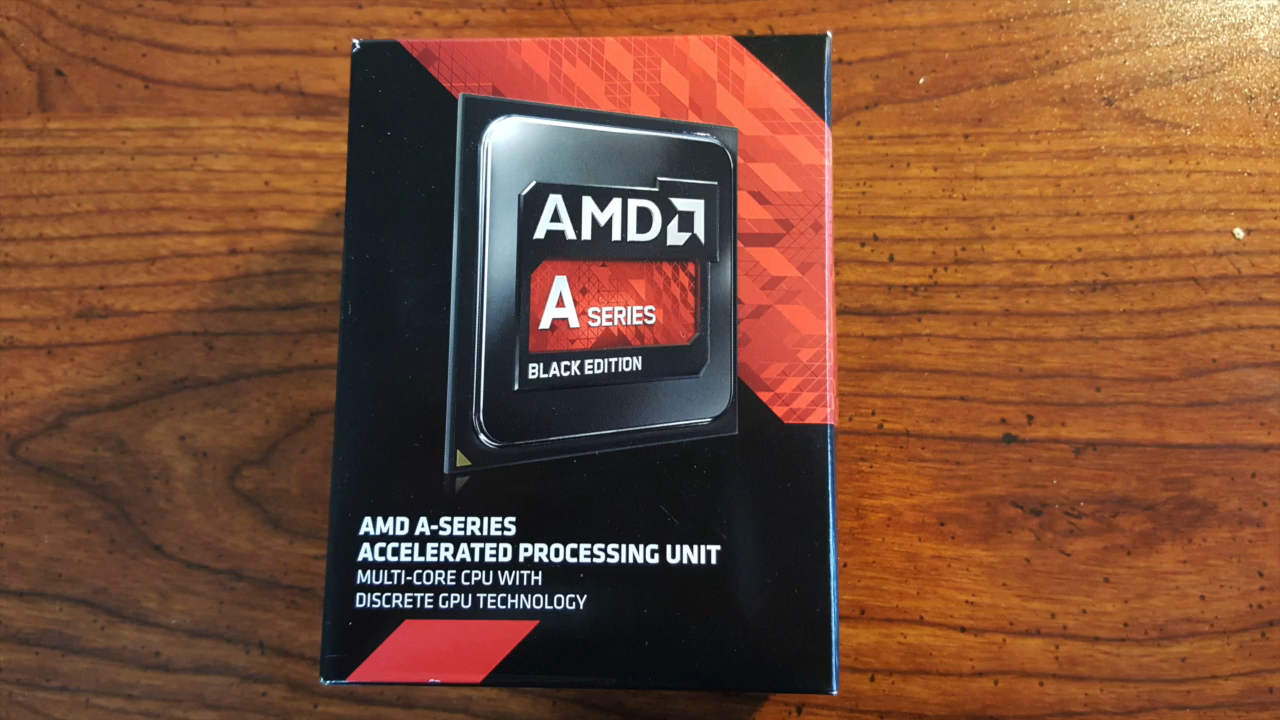 AMD
A SERIES
BLACK EDITION
AMD A-SERIES
ACCELERATED PROCESSING UNIT
MULTI-CORE CPU WITH
DISCRETE GPU TECHNOLOGY